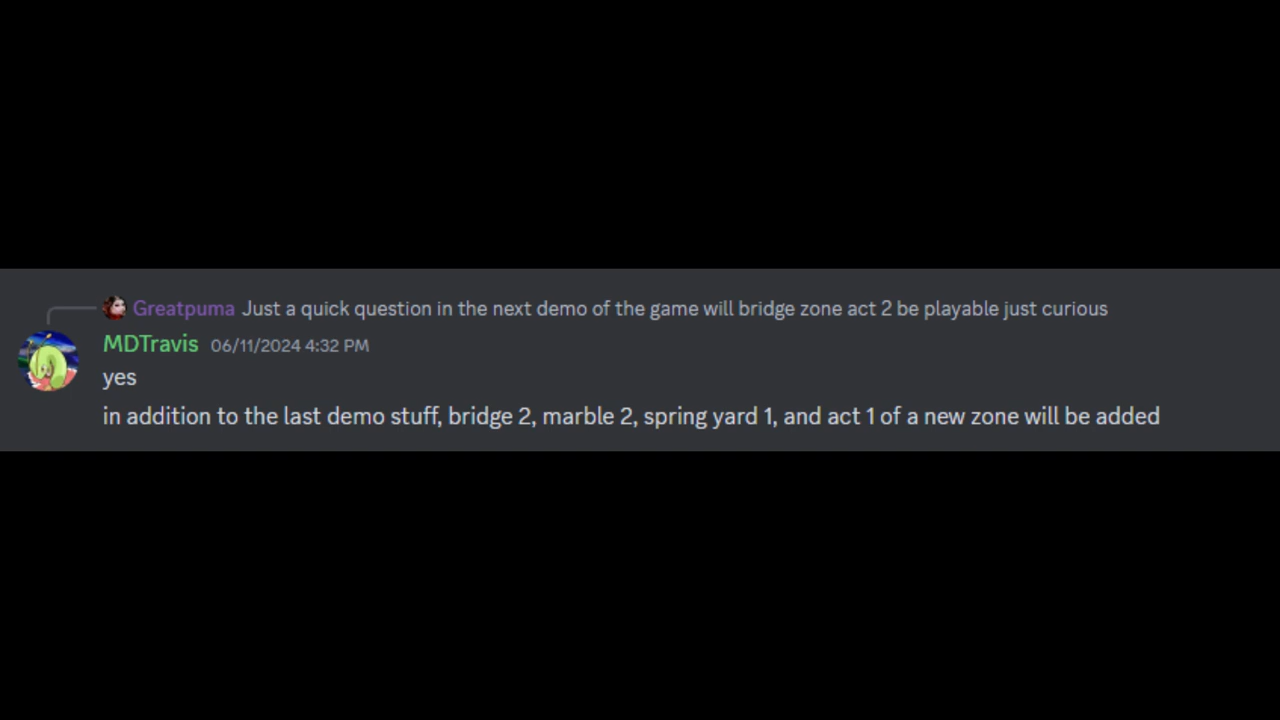 Greatpuma Just a quick question in the next demo of the game will bridge zone act 2 be playable just curious
MDTravis 06/11/2024 4:32 PM
yes
in addition to the last demo stuff, bridge 2, marble 2, spring yard 1, and act 1 of a new zone will be added